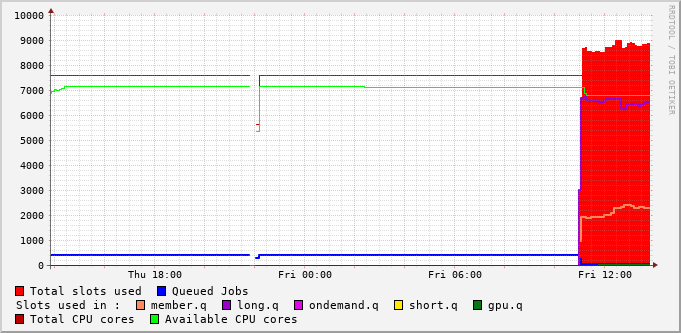 10000
9000
8000
7000
6000
5000
4000
3000
2000
1000
0
Thu 18:00 Fri 00:00 Fri 06:00 Fri 12:00
RRDTOOL / TOBI OETIKER
Total slots used Queued Jobs
Slots used in : member.q long.q ondemand.q short.q gpu.q
Total CPU cores Available CPU cores